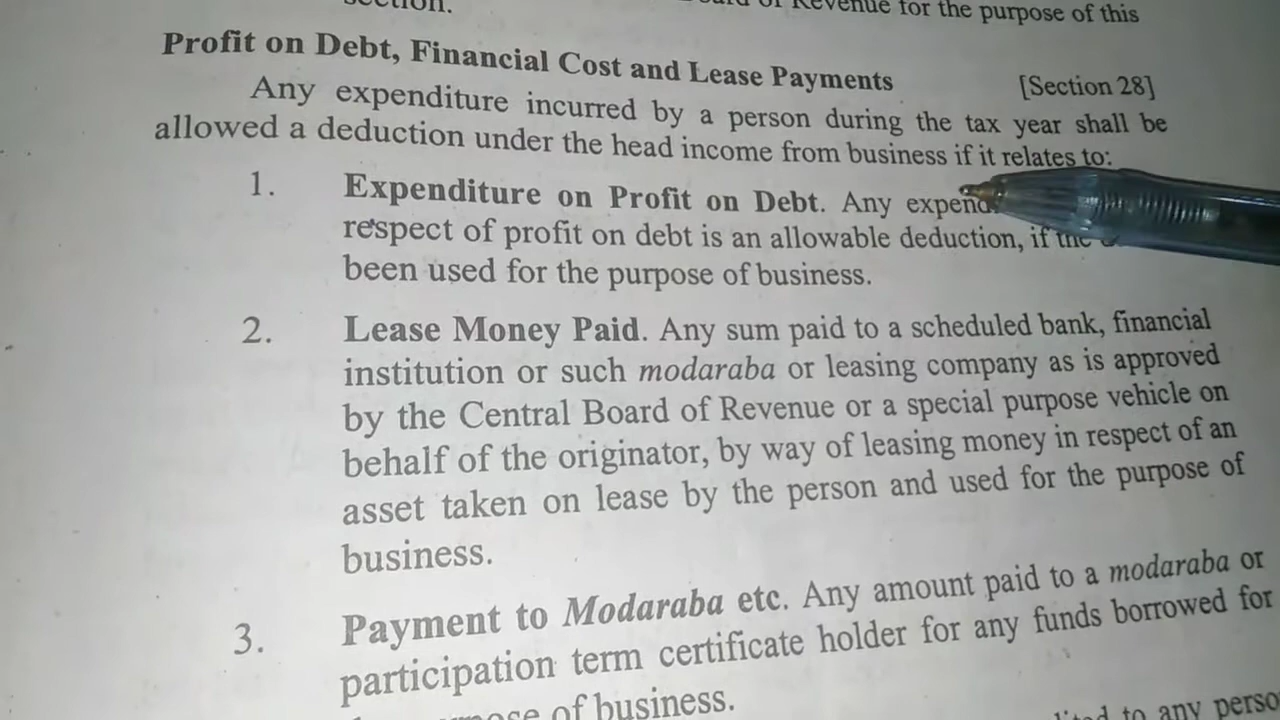 section.
of Revenue for the purpose of this
Profit on Debt, Financial Cost and Lease Payments [Section 28]
Any expenditure incurred by a person during the tax year shall be
allowed a deduction under the head income from business if it relates to:
1. Expenditure on Profit on Debt. Any
respect of profit on debt is an allowable deduction, if the
been used for the purpose of business.
2. Lease Money Paid. Any sum paid to a scheduled bank, financial
institution or such modaraba or leasing company as is approved
by the Central Board of Revenue or a special purpose vehicle on
behalf of the originator, by way of leasing money in respect of an
asset taken on lease by the person and used for the purpose of
business.
3. Payment to Modaraba etc. Any amount paid to a modaraba or
participation term certificate holder for any funds borrowed for
of business.
to any